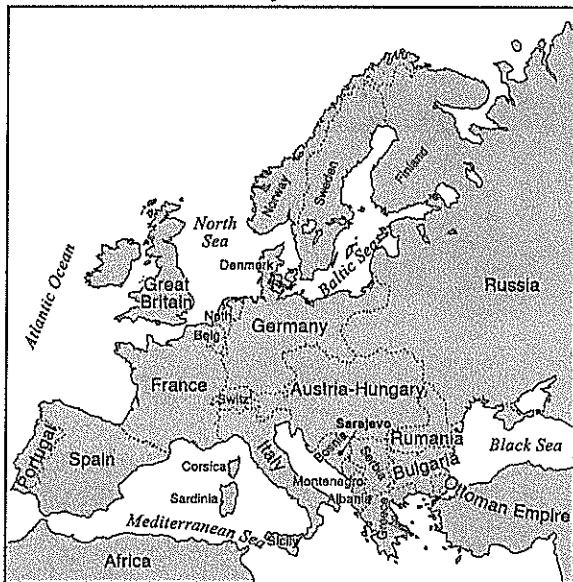 Norway
Sweden
Finland
North
Sea
Atlantic Ocean
Denmark
Baltic Sea
Great
Britain
Russia
Neth
Belg
Germany
France
Switz
Austria-Hungary
Sarajevo
Bosnia
Serbia
Rumania
Black Sea
Portugal
Spain
Corsica
Italy
Montenegro
Bulgaria
Sardinia
Albania
Ottoman Empire
Mediterranean Sea
Sicily
Greece
Africa